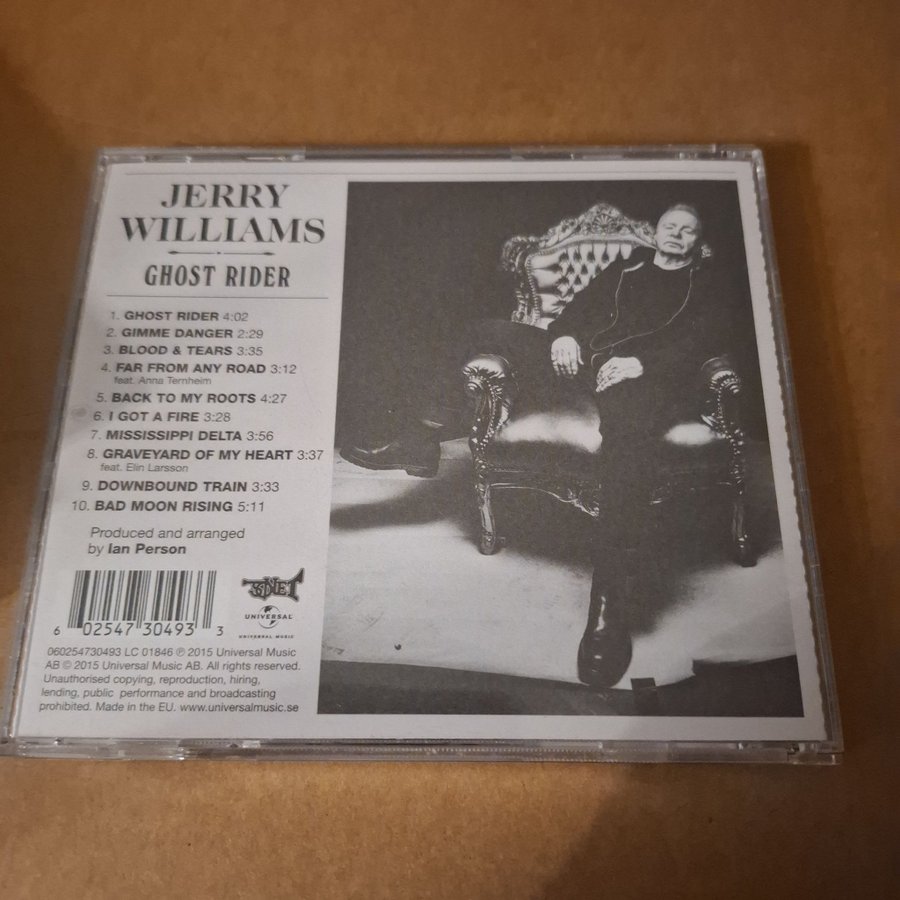 JERRY
WILLIAMS
GHOST RIDER
1. GHOST RIDER 4:02
2. GIMME DANGER 2:29
3. BLOOD & TEARS 3:35
4. FAR FROM ANY ROAD 3:12
feat. Anna Ternheim
5. BACK TO MY ROOTS 4:27
6. I GOT A FIRE 3:28
7. MISSISSIPPI DELTA 3:56
8. GRAVEYARD OF MY HEART 3:37
feat. Elin Larsson
9. DOWNBOUND TRAIN 3:33
10. BAD MOON RISING 5:11
Produced and arranged
by Ian Person
6 02547 30493 3
UNIVERSAL
UNIVERSAL MUSIC
060254730493 LC 01846 ℗ 2015 Universal Music
AB © 2015 Universal Music AB. All rights reserved.
Unauthorised copying, reproduction, hiring,
lending, public performance and broadcasting
prohibited. Made in the EU. www.universalmusic.se